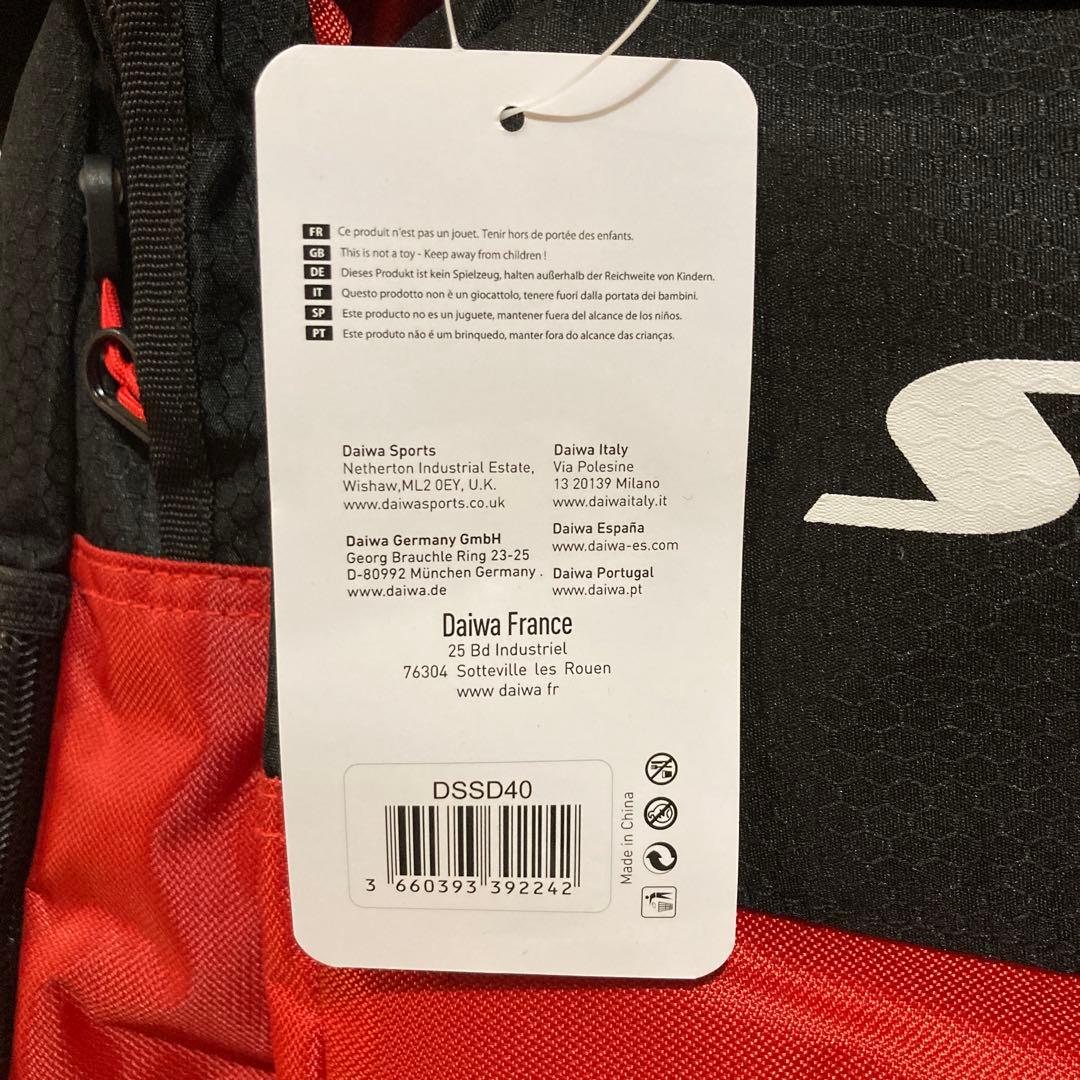 FR Ce produit n'est pas un jouet. Tenir hors de portée des enfants.
GB This is not a toy - Keep away from children !
DE Dieses Produkt ist kein Spielzeug, halten außerhalb der Reichweite von Kindern.
IT Questo prodotto non è un giocattolo, tenere fuori dalla portata dei bambini.
SP Este producto no es un juguete, mantener fuera del alcance de los niños.
PT Este produto não é um brinquedo, manter fora do alcance das crianças.
Daiwa Sports
Netherton Industrial Estate,
Wishaw,ML2 0EY, U.K.
www.daiwasports.co.uk
Daiwa Germany GmbH
Georg Brauchle Ring 23-25
D-80992 München Germany .
www.daiwa.de
Daiwa Italy
Via Polesine
13 20139 Milano
www.daiwaitaly.it
Daiwa España
www.daiwa-es.com
Daiwa Portugal
www.daiwa.pt
Daiwa France
25 Bd Industriel
76304 Sotteville les Rouen
www daiwa fr
DSSD40
3 660393 392242
Made in China